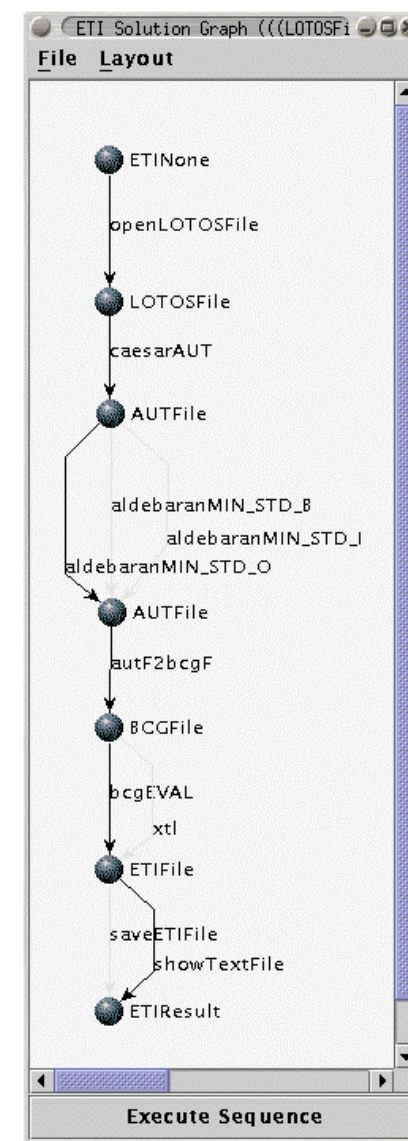 ETI Solution Graph (((LOTOSFi
File Layout
ETINone
openLOTOSFile
LOTOSFile
caesarAUT
AUTFile
aldebaranMIN_STD_B
aldebaranMIN_STD_I
aldebaranMIN_STD_O
AUTFile
autF2bcgF
BCGFile
bcgEVAL
xtl
ETIFile
saveETIFile
showTextFile
ETIResult
Execute Sequence